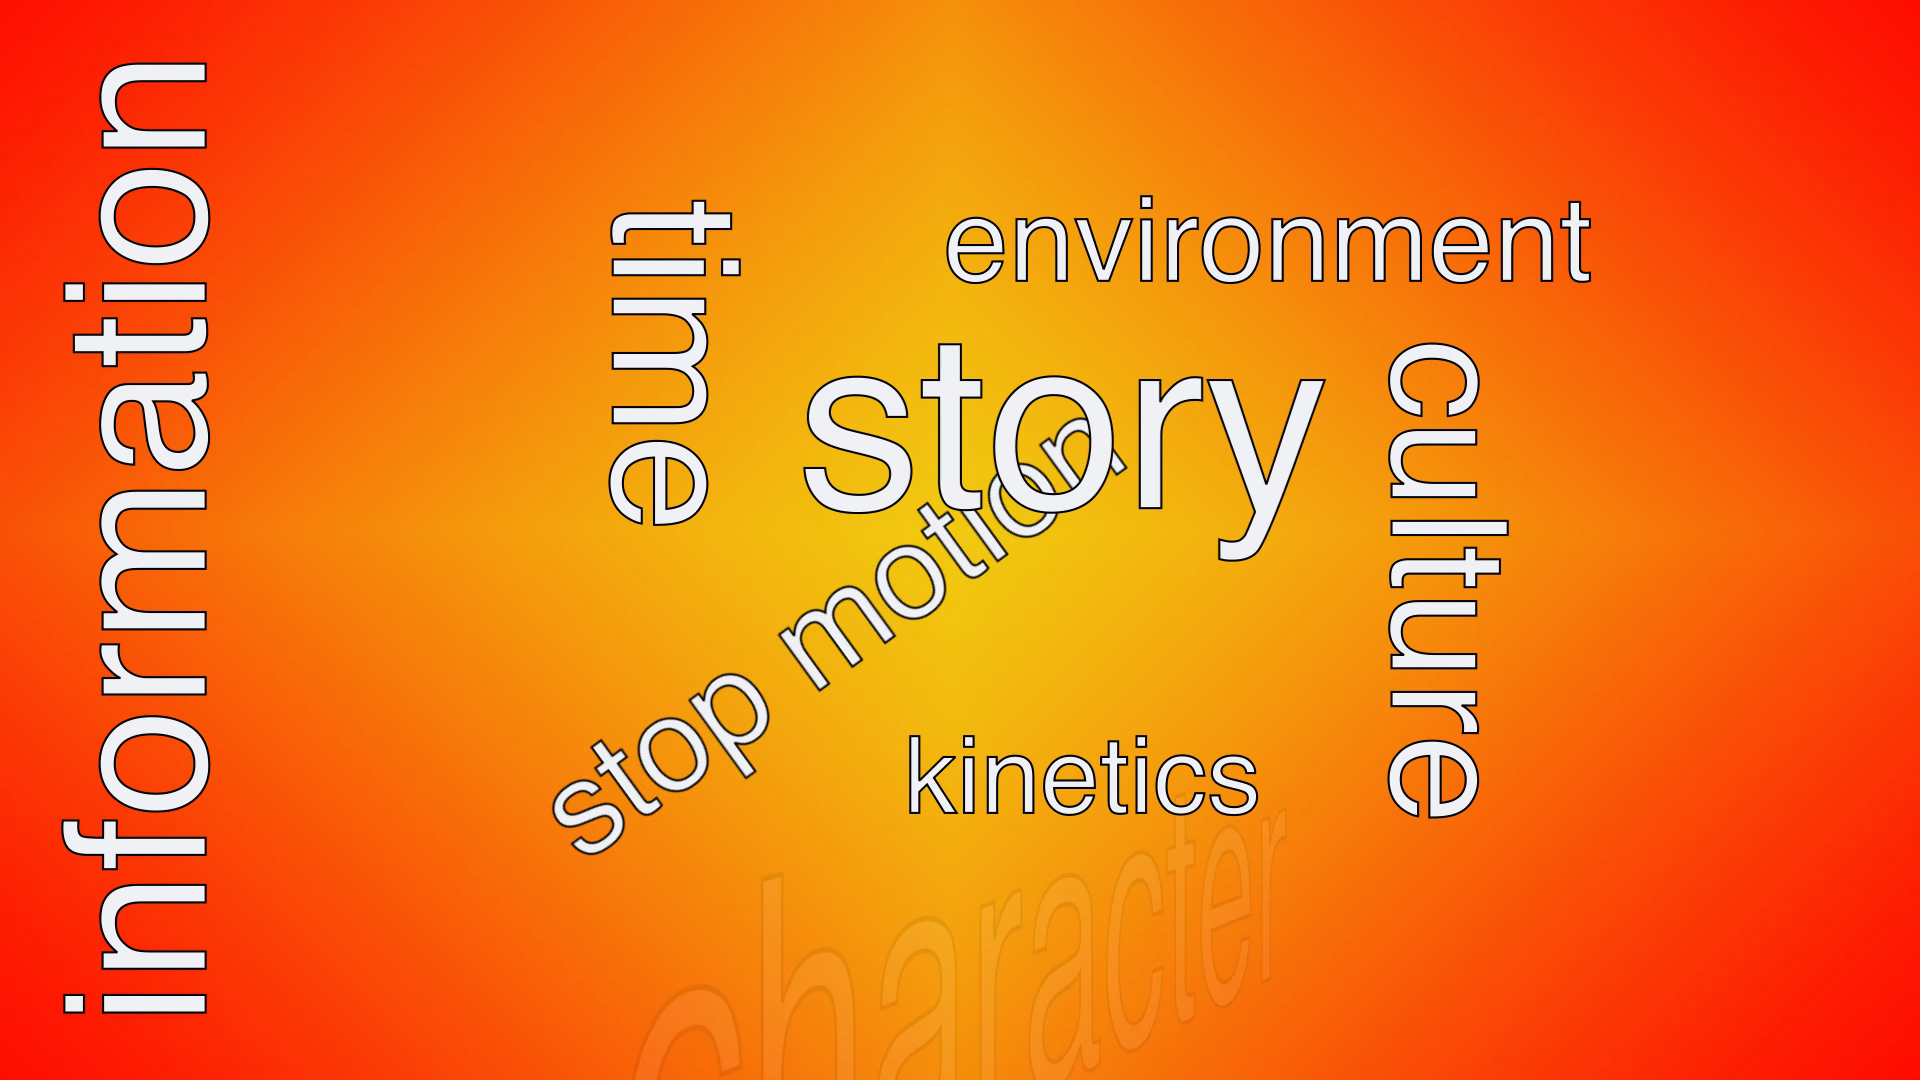 information
time
environment
story
culture
stop motion
kinetics
character